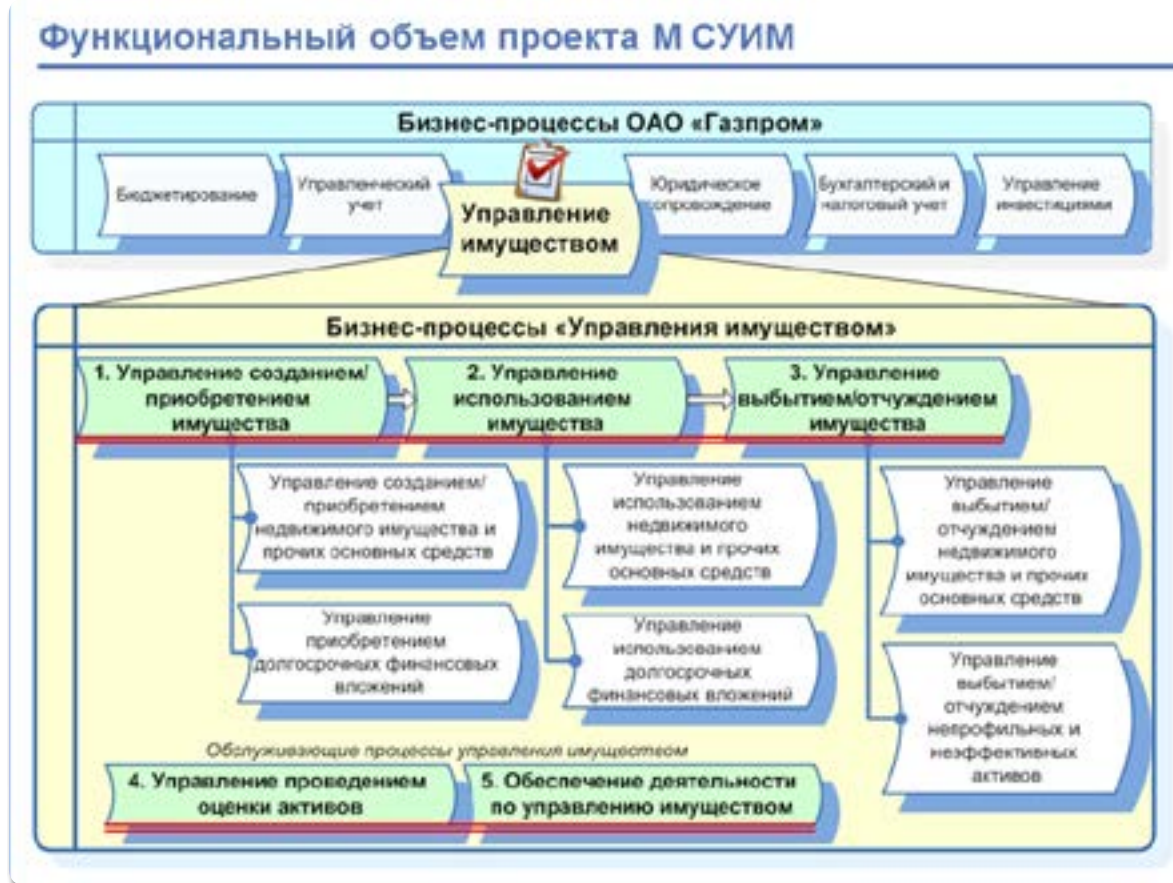 Функциональный объем проекта М СУИМ
Бизнес-процессы ОАО «Газпром»
Бюджетирование
Управленческий
учет
Управление
имуществом
Юридическое
сопровождение
Бухгалтерский и
налоговый учет
Управление
инвестициями
Бизнес-процессы «Управления имуществом»
1. Управление созданием/
приобретением
имущества
2. Управление
использованием
имущества
3. Управление
выбытием/отчуждением
имущества
Управление созданием/
приобретением
недвижимого имущества и
прочих основных средств
Управление
приобретением
долгосрочных финансовых
вложений
Управление
использованием
недвижимого
имущества и прочих
основных средств
Управление
использованием
долгосрочных
финансовых вложений
Управление
выбытием/
отчуждением
недвижимого
имущества и прочих
основных средств
Управление
выбытием/
отчуждением
непрофильных и
неэффективных
активов
Обслуживающие процессы управления имуществом
4. Управление проведением
оценки активов
5. Обеспечение деятельности
по управлению имуществом